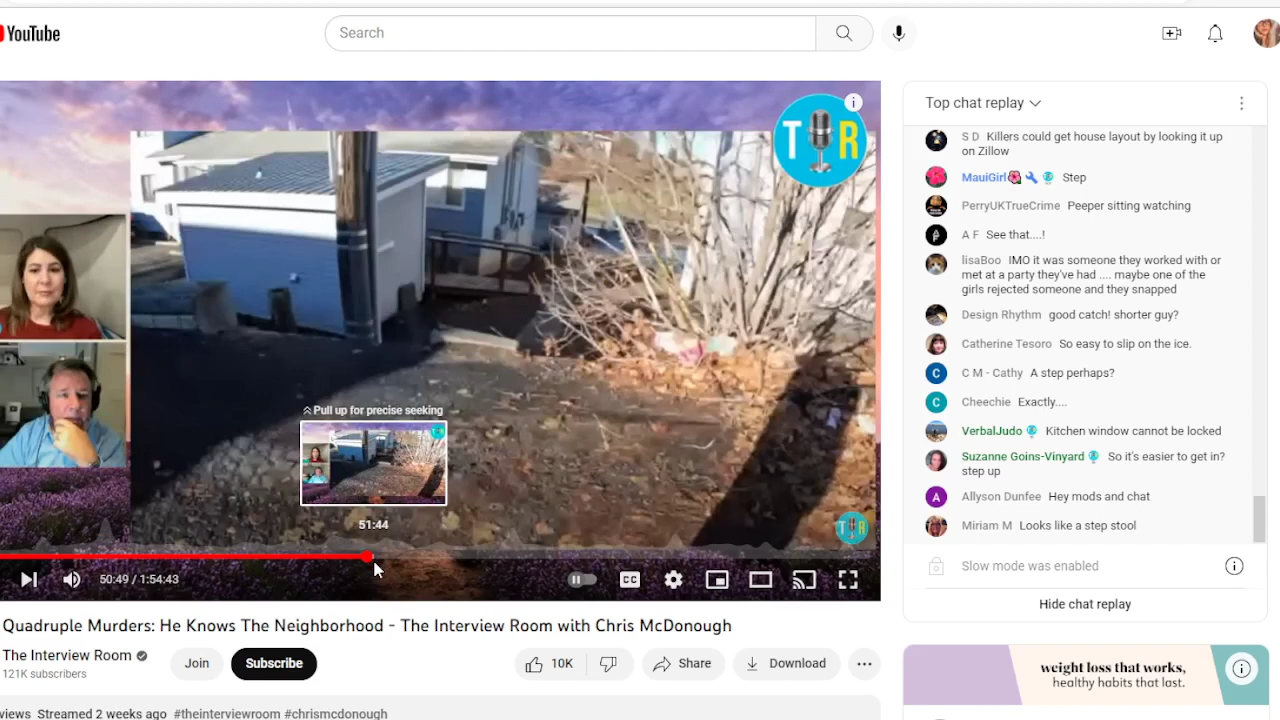 YouTube
Search
T R
Top chat replay
S D Killers could get house layout by looking it up
on Zillow
MauiGirl Step
PerryUKTrueCrime Peeper sitting watching
A F See that....!
lisaBoo IMO it was someone they worked with or
met at a party they've had .... maybe one of the
girls rejected someone and they snapped
Design Rhythm good catch! shorter guy?
Catherine Tesoro So easy to slip on the ice.
C
C M - Cathy A step perhaps?
C
Cheechie Exactly....
VerbalJudo Kitchen window cannot be locked
Suzanne Goins-Vinyard So it's easier to get in?
step up
A
Allyson Dunfee Hey mods and chat
Miriam M Looks like a step stool
Slow mode was enabled
Hide chat replay
Pull up for precise seeking
51:44
T R
50:49 / 1:54:43
CC
Quadruple Murders: He Knows The Neighborhood - The Interview Room with Chris McDonough
The Interview Room
121K subscribers
Join
Subscribe
10K
Share
Download
views Streamed 2 weeks ago #theinterviewroom #chrismcdonough
weight loss that works,
healthy habits that last.